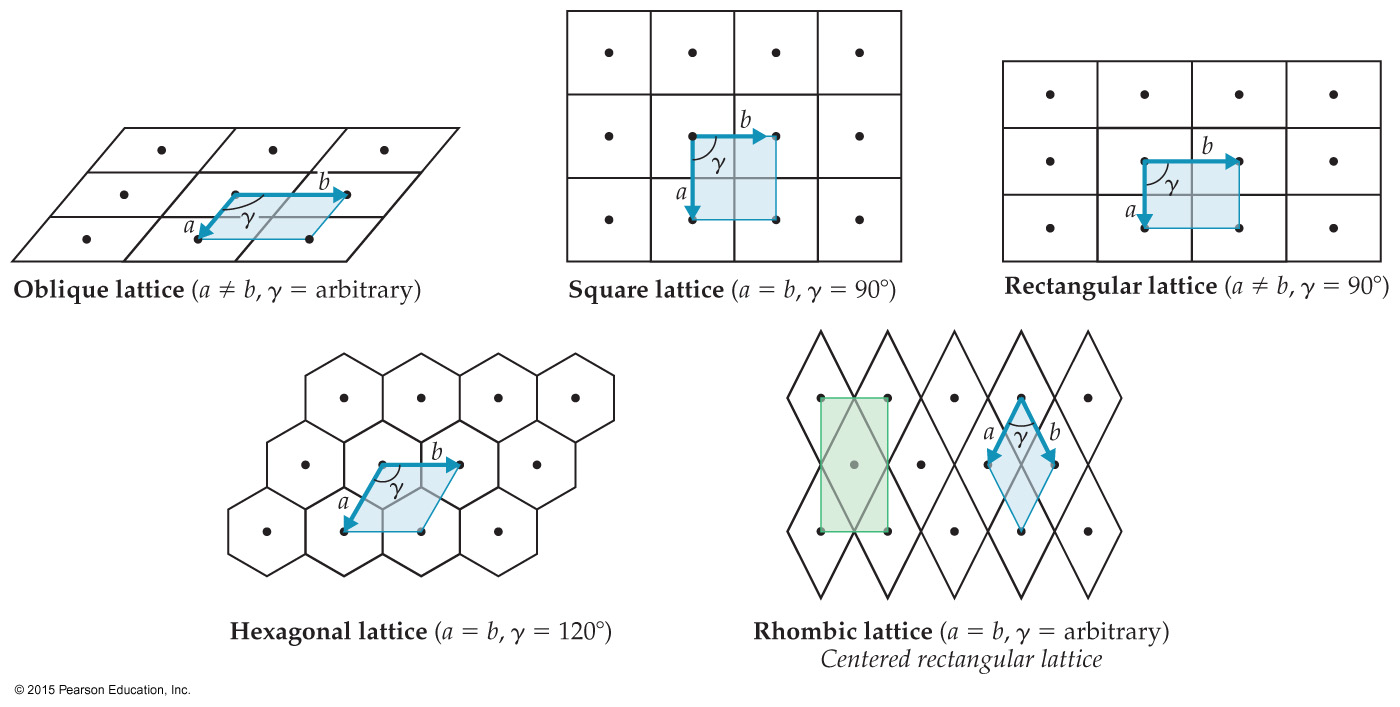 b
γ
a
Oblique lattice (a ≠ b, γ = arbitrary)
b
γ
a
Square lattice (a = b, γ = 90°)
b
γ
a
Rectangular lattice (a ≠ b, γ = 90°)
b
γ
a
Hexagonal lattice (a = b, γ = 120°)
a
γ
b
Rhombic lattice (a = b, γ = arbitrary)
Centered rectangular lattice
© 2015 Pearson Education, Inc.